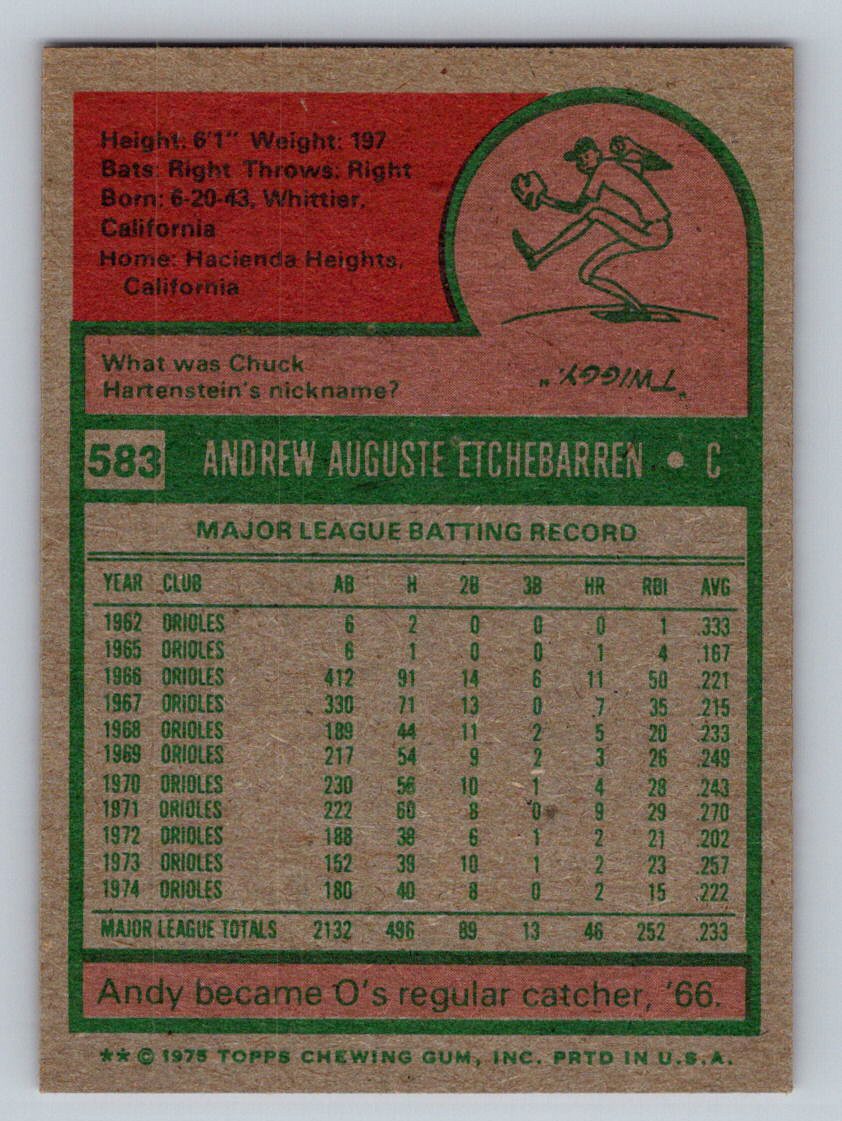 Height: 6'1" Weight: 197
Bats: Right Throws: Right
Born: 6-20-43, Whittier,
California
Home: Hacienda Heights,
California
What was Chuck
Hartenstein's nickname?
"TWIGGY."
583 ANDREW AUGUSTE ETCHEBARREN • C
MAJOR LEAGUE BATTING RECORD
YEAR CLUB AB H 2B 3B HR RBI AVG
1962 ORIOLES 6 2 0 0 0 1 .333
1965 ORIOLES 6 1 0 0 1 4 .167
1966 ORIOLES 412 91 14 6 11 50 .221
1967 ORIOLES 330 71 13 0 7 35 .215
1968 ORIOLES 189 44 11 2 5 20 .233
1969 ORIOLES 217 54 9 2 3 26 .249
1970 ORIOLES 230 56 10 1 4 28 .243
1971 ORIOLES 222 60 8 0 9 29 .270
1972 ORIOLES 188 38 6 1 2 21 .202
1973 ORIOLES 152 39 10 1 2 23 .257
1974 ORIOLES 180 40 8 0 2 15 .222
MAJOR LEAGUE TOTALS 2132 496 89 13 46 252 .233
Andy became O's regular catcher, '66.
** © 1975 TOPPS CHEWING GUM, INC. PRTD IN U.S.A.